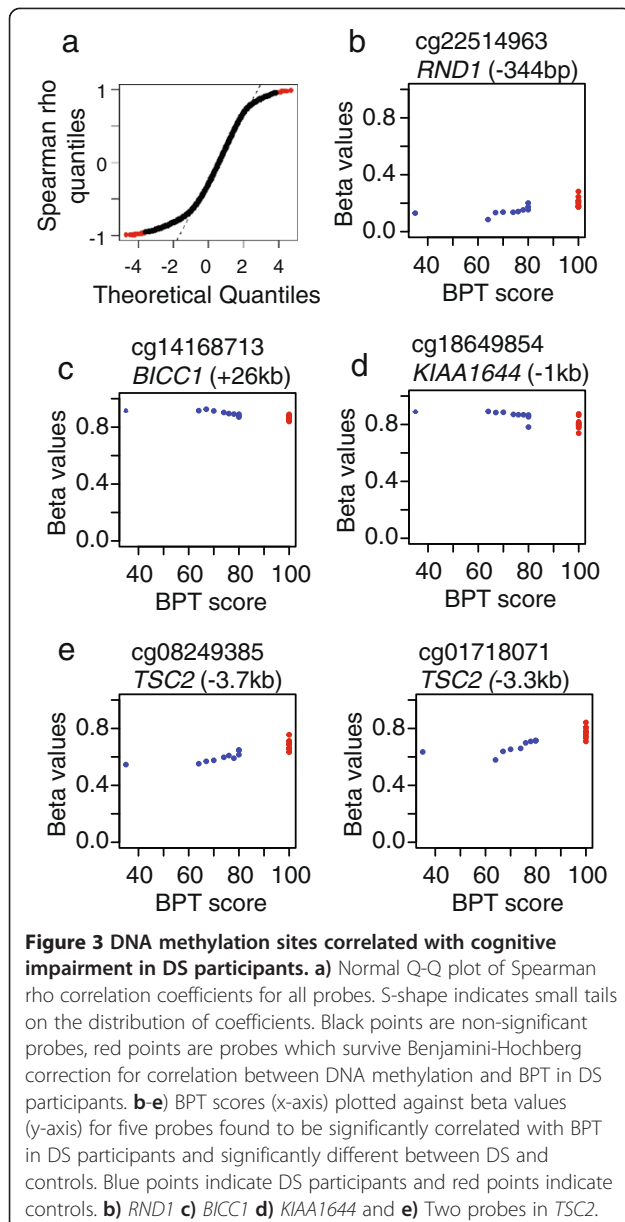 a
Spearman rho
quantiles
1
0
-1
-4 -2 0 2 4
Theoretical Quantiles
b
cg22514963
RND1 (-344bp)
Beta values
0.8
0.4
0.0
40 60 80 100
BPT score
c
cg14168713
BICC1 (+26kb)
Beta values
0.8
0.4
0.0
40 60 80 100
BPT score
d
cg18649854
KIAA1644 (-1kb)
Beta values
0.8
0.4
0.0
40 60 80 100
BPT score
e
cg08249385
TSC2 (-3.7kb)
Beta values
0.8
0.4
0.0
40 60 80 100
BPT score
cg01718071
TSC2 (-3.3kb)
Beta values
0.8
0.4
0.0
40 60 80 100
BPT score
Figure 3 DNA methylation sites correlated with cognitive
impairment in DS participants. a) Normal Q-Q plot of Spearman
rho correlation coefficients for all probes. S-shape indicates small tails
on the distribution of coefficients. Black points are non-significant
probes, red points are probes which survive Benjamini-Hochberg
correction for correlation between DNA methylation and BPT in DS
participants. b-e) BPT scores (x-axis) plotted against beta values
(y-axis) for five probes found to be significantly correlated with BPT
in DS participants and significantly different between DS and
controls. Blue points indicate DS participants and red points indicate
controls. b) RND1 c) BICC1 d) KIAA1644 and e) Two probes in TSC2.